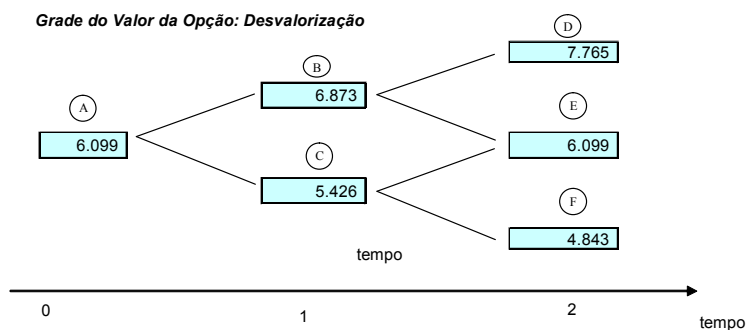 Grade do Valor da Opção: Desvalorização
D
7.765
B
6.873
A
6.099
E
6.099
C
5.426
F
4.843
tempo
0
1
2
tempo